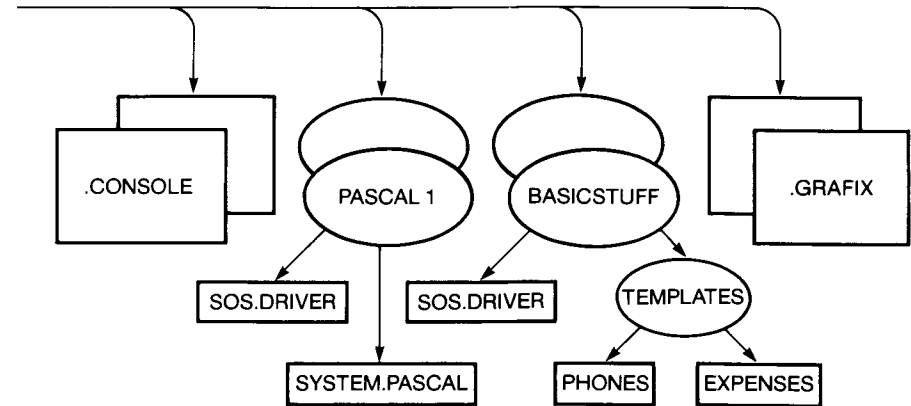 .CONSOLE
PASCAL 1
BASICSTUFF
.GRAFIX
SOS.DRIVER
SOS.DRIVER
TEMPLATES
SYSTEM.PASCAL
PHONES
EXPENSES